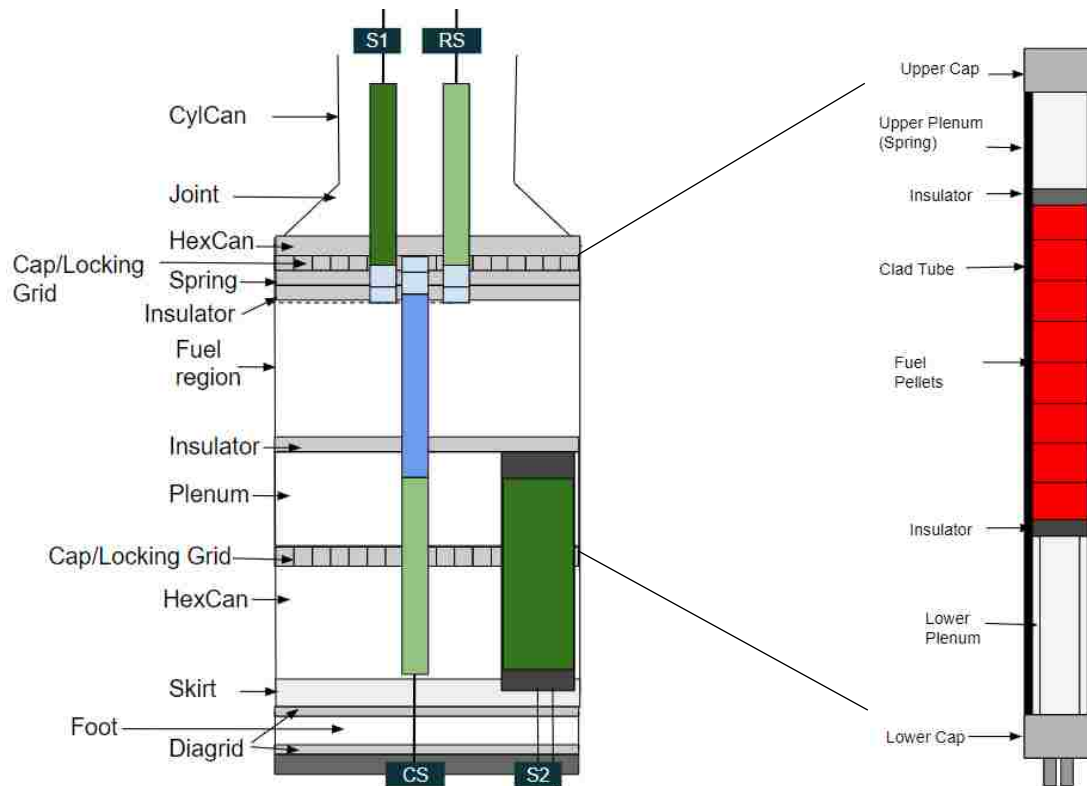 S1
RS
CylCan
Joint
HexCan
Cap/Locking
Grid
Spring
Insulator
Fuel
region
Insulator
Plenum
Cap/Locking Grid
HexCan
Skirt
Foot
Diagrid
CS
S2
Upper Cap
Upper Plenum
(Spring)
Insulator
Clad Tube
Fuel
Pellets
Insulator
Lower
Plenum
Lower Cap